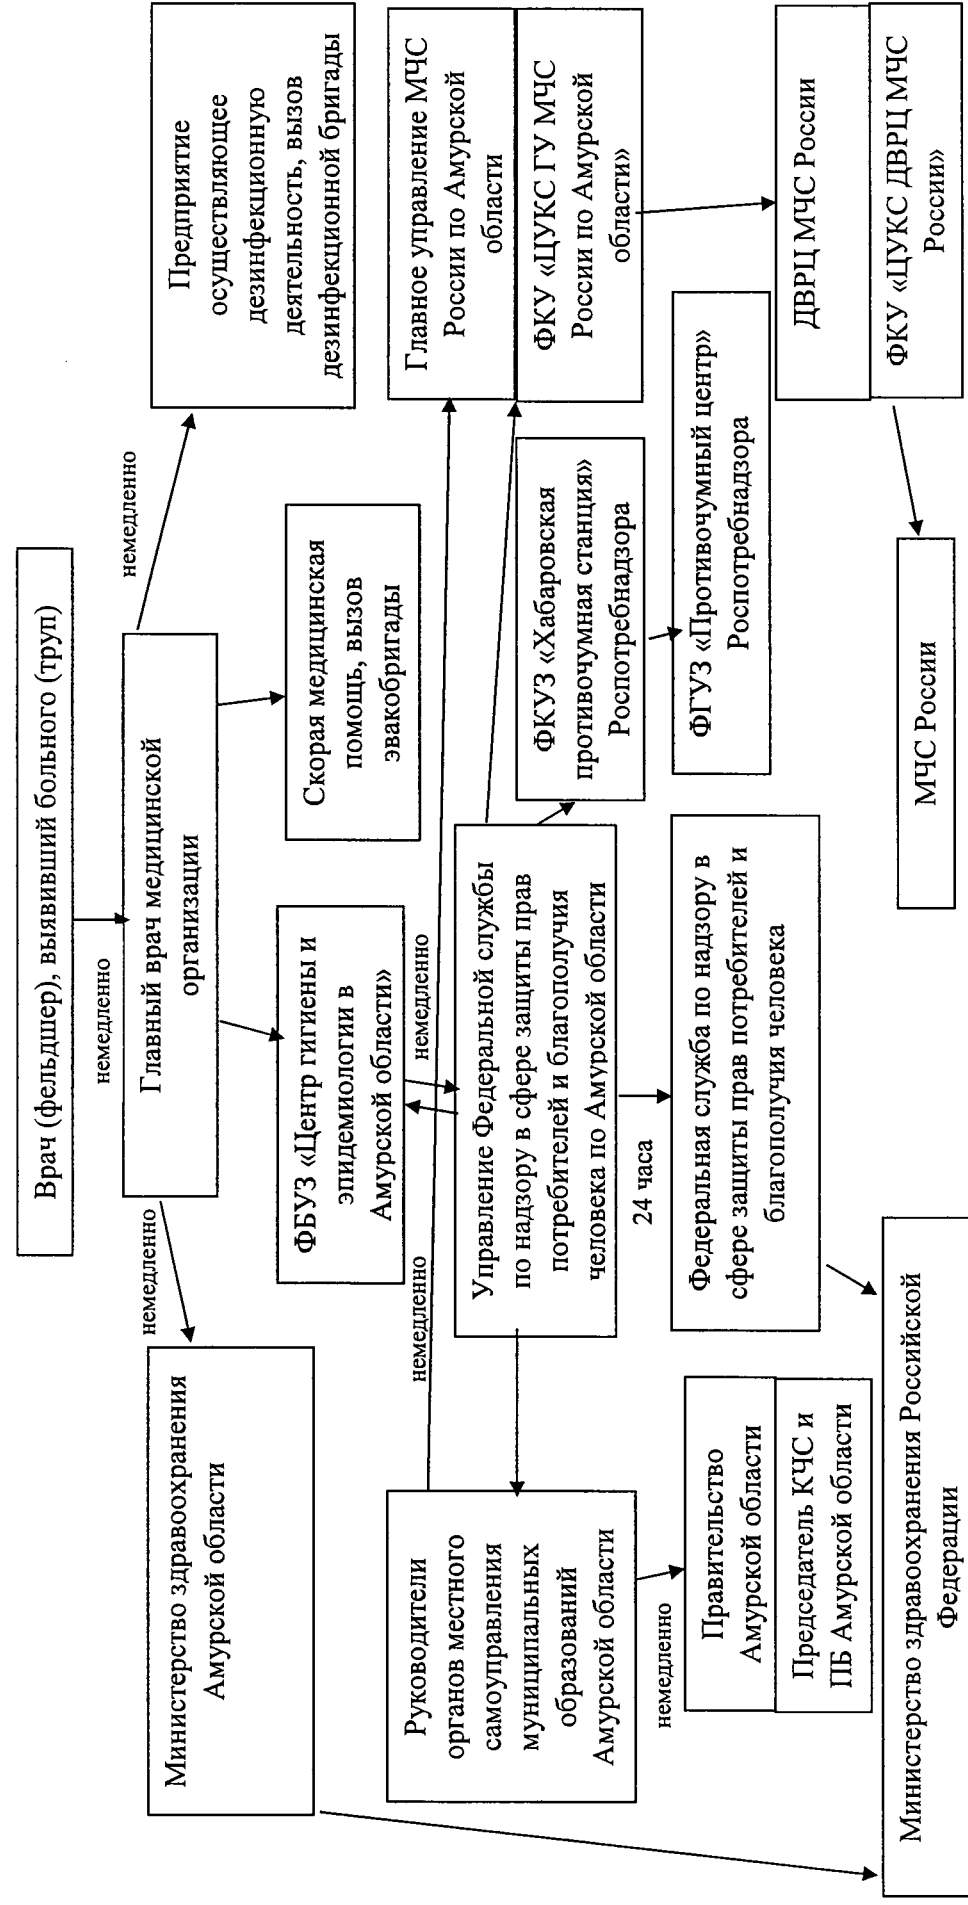 Врач (фельдшер), выявивший больного (труп)
немедленно
Главный врач медицинской
организации
немедленно
немедленно
Министерство здравоохранения
Амурской области
Предприятие
осуществляющее
дезинфекционную
деятельность, вызов
дезинфекционной бригады
ФБУЗ «Центр гигиены и
эпидемиологии в
Амурской области»
Скорая медицинская
помощь, вызов
эвакобригады
немедленно
немедленно
Главное управление МЧС
России по Амурской
области
ФКУ «ЦУКС ГУ МЧС
России по Амурской
области»
Руководители
органов местного
самоуправления
муниципальных
образований
Амурской области
Управление Федеральной службы
по надзору в сфере защиты прав
потребителей и благополучия
человека по Амурской области
ФКУЗ «Хабаровская
противочумная станция»
Роспотребнадзора
немедленно
24 часа
Правительство
Амурской области
Председатель КЧС и
ПБ Амурской области
Федеральная служба по надзору в
сфере защиты прав потребителей и
благополучия человека
ФГУЗ «Противочумный центр»
Роспотребнадзора
ДВРЦ МЧС России
ФКУ «ЦУКС ДВРЦ МЧС
России»
Министерство здравоохранения Российской
Федерации
МЧС России